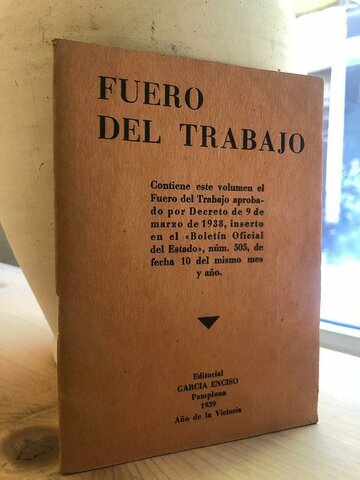 FUERO
DEL TRABAJO
Contiene este volumen el
Fuero del Trabajo aproba-
do por Decreto de 9 de
marzo de 1938, inserto
en el «Boletín Oficial
del Estado», núm. 505, de
fecha 10 del mismo mes
y año.
Editorial
GARCIA ENCISO
Pamplona
1939
Año de la Victoria